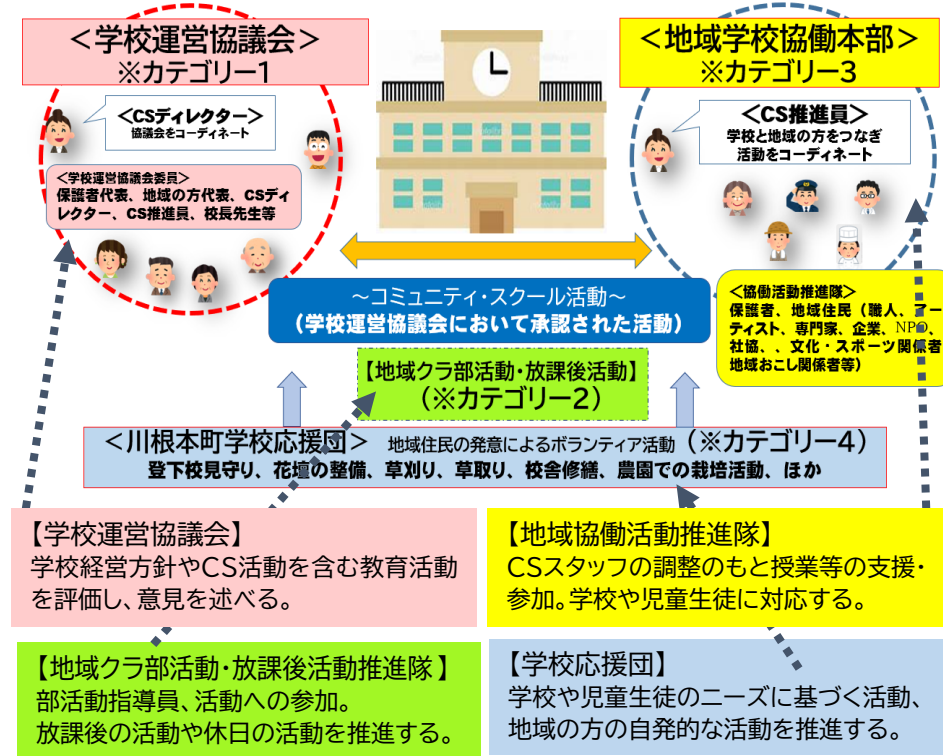 <学校運営協議会>
※カテゴリー1
<CSディレクター>
協議会をコーディネート
<学校運営協議会委員>
保護者代表、地域の方代表、CSディ
レクター、CS推進員、校長先生等
<地域学校協働本部>
※カテゴリー3
<CS推進員>
学校と地域の方をつなぎ
活動をコーディネート
<協働活動推進隊>
保護者、地域住民(職人、アー
ティスト、専門家、企業、NPO、
社協、、文化・スポーツ関係者
地域おこし関係者等)
~コミュニティ・スクール活動~
(学校運営協議会において承認された活動)
【地域クラ部活動・放課後活動】
(※カテゴリー2)
<川根本町学校応援団> 地域住民の発意によるボランティア活動(※カテゴリー4)
登下校見守り、花壇の整備、草刈り、草取り、校舎修繕、農園での栽培活動、ほか
【学校運営協議会】
学校経営方針やCS活動を含む教育活動
を評価し、意見を述べる。
【地域協働活動推進隊】
CSスタッフの調整のもと授業等の支援・
参加。学校や児童生徒に対応する。
【地域クラ部活動・放課後活動推進隊】
部活動指導員、活動への参加。
放課後の活動や休日の活動を推進する。
【学校応援団】
学校や児童生徒のニーズに基づく活動、
地域の方の自発的な活動を推進する。